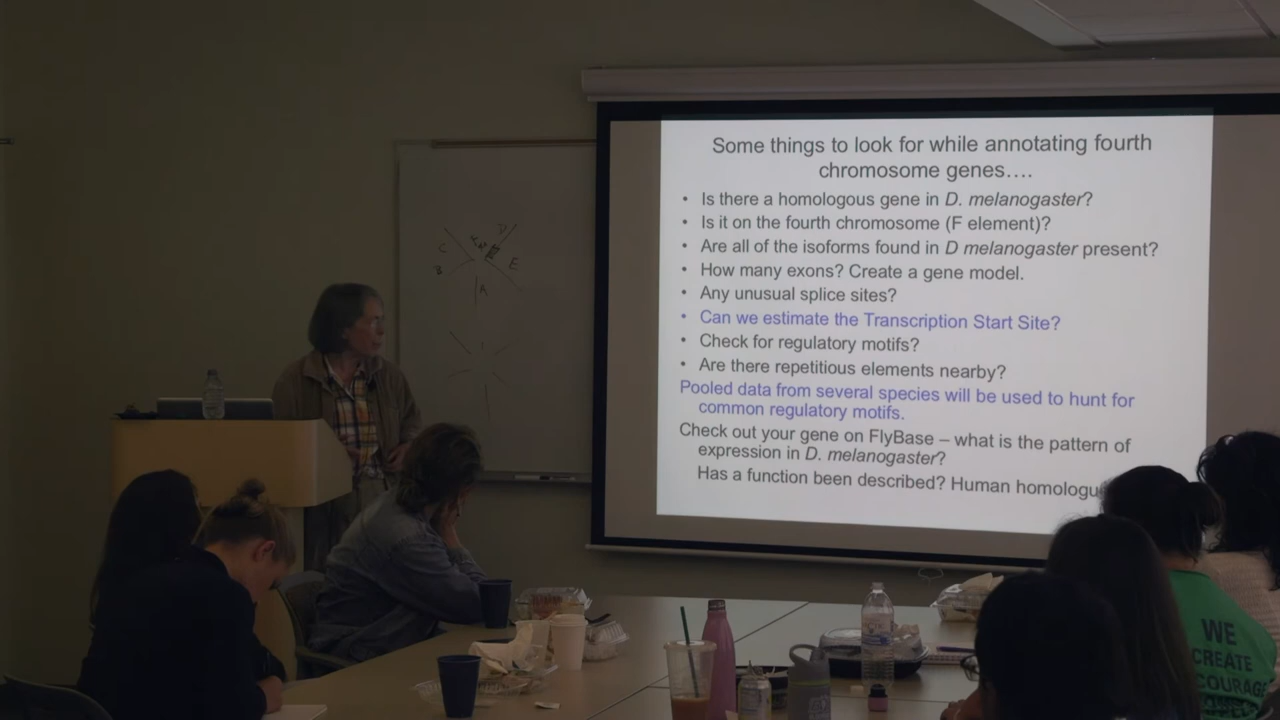 Some things to look for while annotating fourth
chromosome genes….
• Is there a homologous gene in D. melanogaster?
• Is it on the fourth chromosome (F element)?
• Are all of the isoforms found in D melanogaster present?
• How many exons? Create a gene model.
• Any unusual splice sites?
• Can we estimate the Transcription Start Site?
• Check for regulatory motifs?
• Are there repetitious elements nearby?
Pooled data from several species will be used to hunt for
common regulatory motifs.
Check out your gene on FlyBase – what is the pattern of
expression in D. melanogaster?
Has a function been described? Human homologu
D
C
E
B
A
WE
CREATE
COURAG